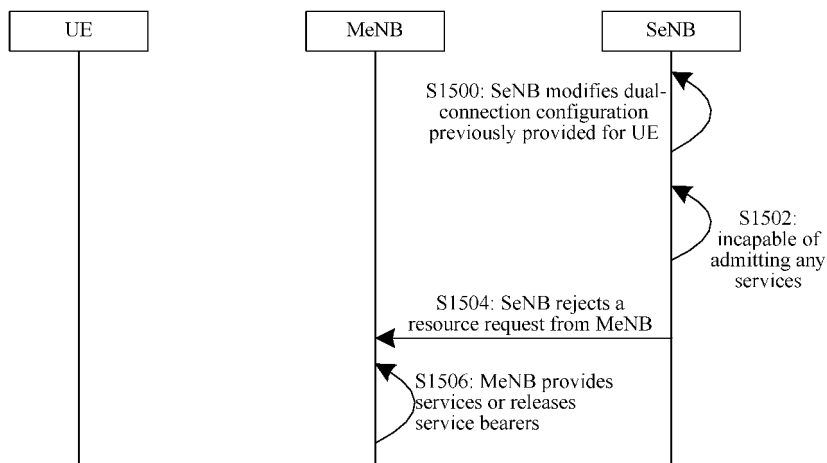 UE
MeNB
SeNB
S1500: SeNB modifies dual-
connection configuration
previously provided for UE
S1502:
incapable of
admitting any
services
S1504: SeNB rejects a
resource request from MeNB
S1506: MeNB provides
services or releases
service bearers